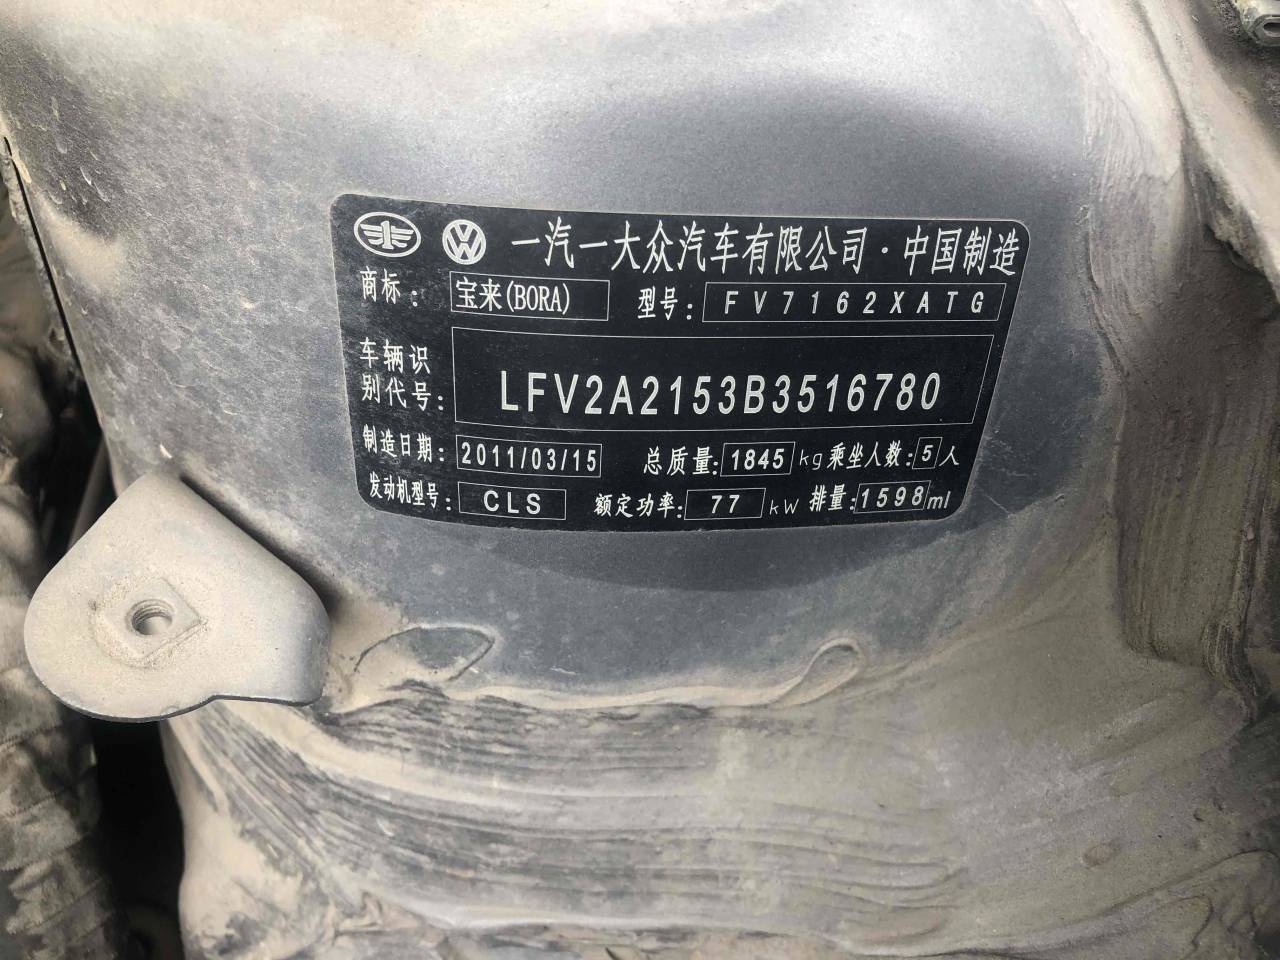 一汽一大众汽车有限公司·中国制造
商标: 宝来(BORA) 型号: FV7162XATG
车辆识别代号: LFV2A2153B3516780
制造日期: 2011/03/15 总质量: 1845 kg 乘坐人数: 5 人
发动机型号: CLS 额定功率: 77 kW 排量: 1598 ml